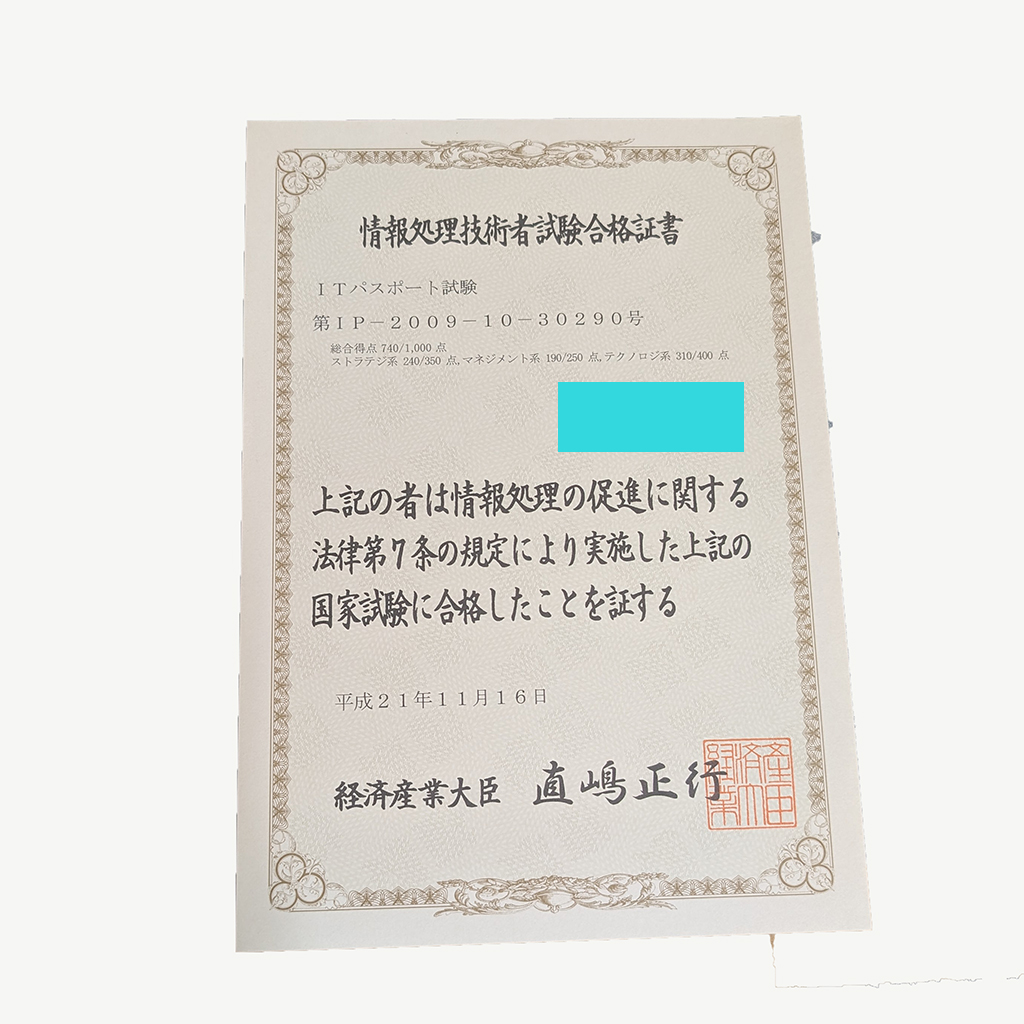 情報処理技術者試験合格証書
ITパスポート試験
第IP－2009－10－30290号
総合得点 740/1,000 点
ストラテジ系 240/350 点,マネジメント系 190/250 点,テクノロジ系 310/400 点
上記の者は情報処理の促進に関する
法律第7条の規定により実施した上記の
国家試験に合格したことを証する
平成21年11月16日
経済産業大臣 直嶋正行